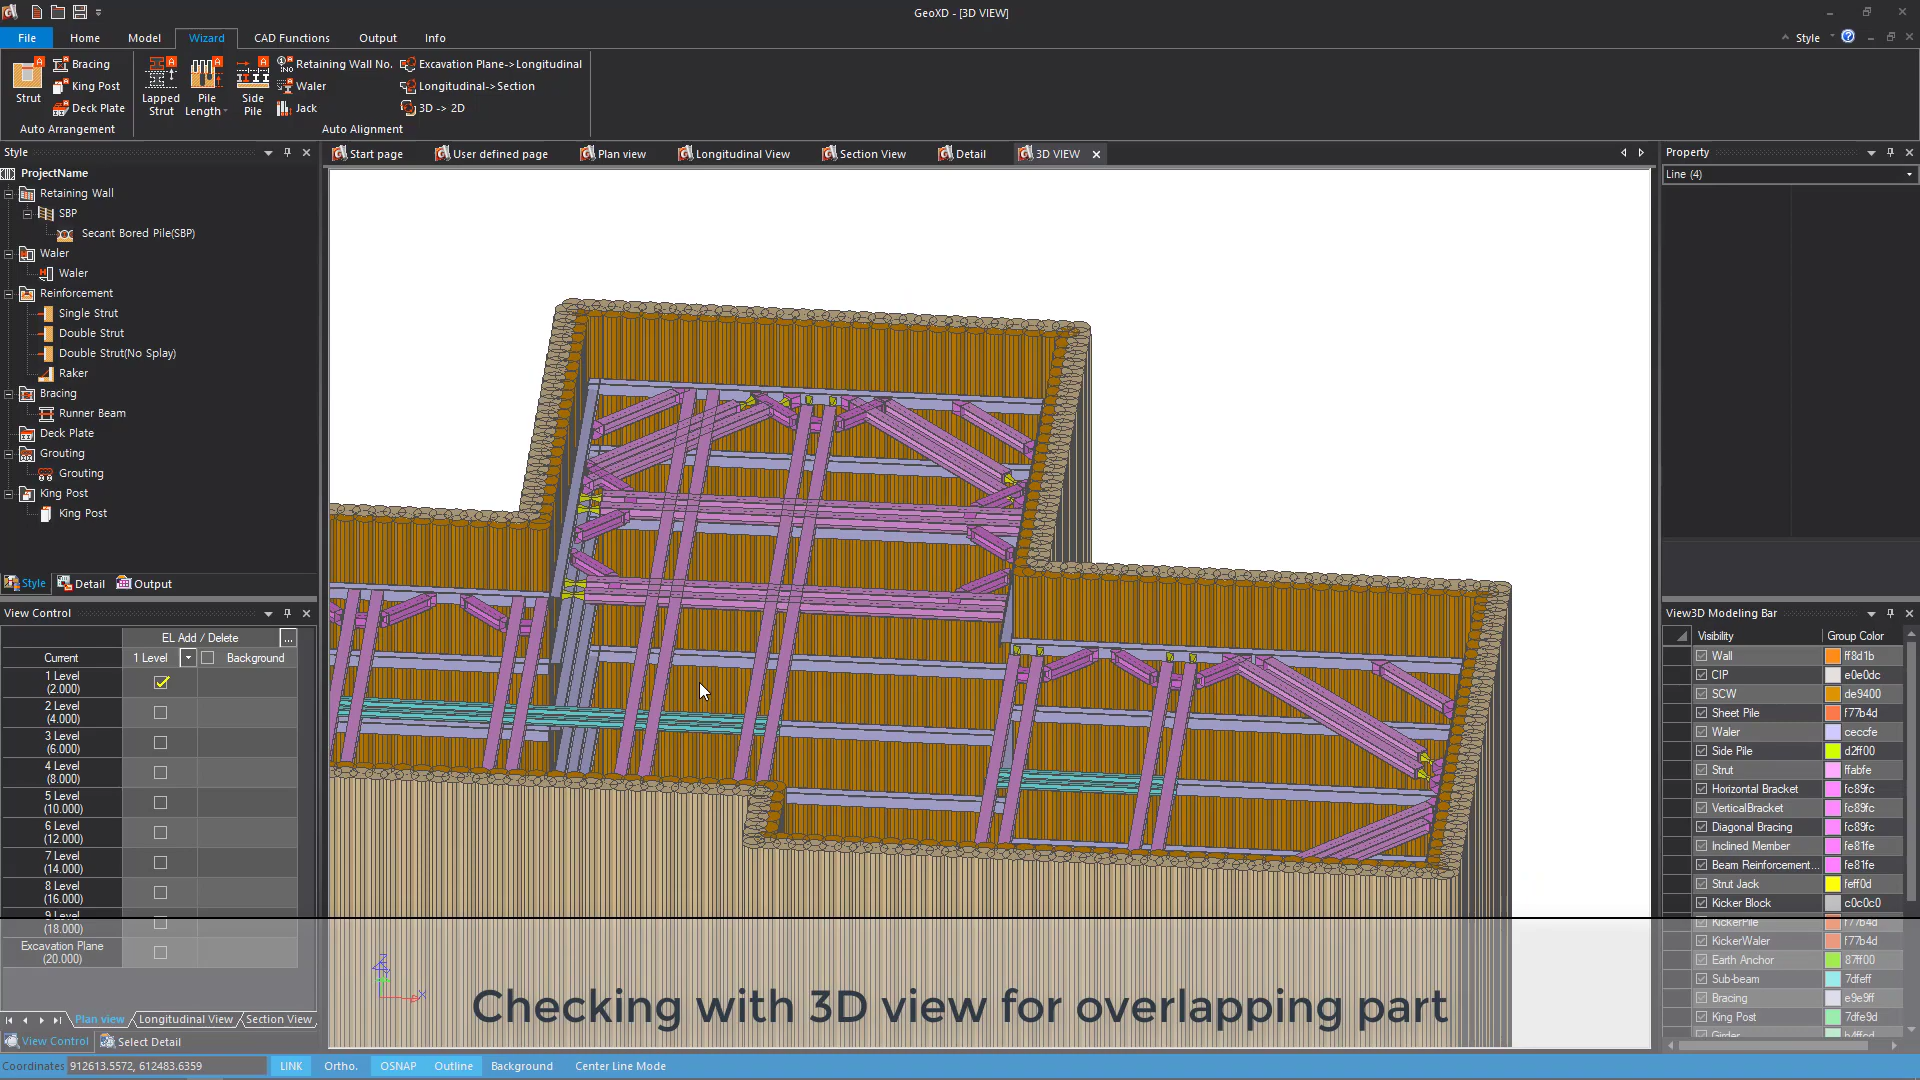 GeoXD - [3D VIEW]
File Home Model Wizard CAD Functions Output Info Style
Strut
Bracing
King Post
Deck Plate
Auto Arrangement
Lapped Strut
Pile Length
Side Pile
Retaining Wall No.
Waler
Jack
Excavation Plane->Longitudinal
Longitudinal->Section
3D -> 2D
Auto Alignment
Style
ProjectName
Retaining Wall
SBP
Secant Bored Pile(SBP)
Waler
Waler
Reinforcement
Single Strut
Double Strut
Double Strut(No Splay)
Raker
Bracing
Runner Beam
Deck Plate
Grouting
Grouting
King Post
King Post
Style Detail Output
Start page User defined page Plan view Longitudinal View Section View Detail 3D VIEW
Property
Line (4)
View Control
EL Add / Delete ...
Current 1 Level Background
1 Level
(2.000)
2 Level
(4.000)
3 Level
(6.000)
4 Level
(8.000)
5 Level
(10.000)
6 Level
(12.000)
7 Level
(14.000)
8 Level
(16.000)
9 Level
(18.000)
Excavation Plane
(20.000)
Plan view Longitudinal View Section View
View Control Select Detail
Z
X
Checking with 3D view for overlapping part
View3D Modeling Bar
Visibility Group Color
Wall ff8d1b
CIP e0e0dc
SCW de9400
Sheet Pile f77b4d
Waler ceccfe
Side Pile d2ff00
Strut ffabfe
Horizontal Bracket fc89fc
VerticalBracket fc89fc
Diagonal Bracing fc89fc
Inclined Member fe81fe
Beam Reinforcement... fe81fe
Strut Jack feff0d
Kicker Block c0c0c0
KickerPile f77b4d
KickerWaler f77b4d
Earth Anchor 87ff00
Sub-beam 7dfeff
Bracing e9e9ff
King Post 7dfe9d
Coordinates 912613.5572, 612483.6359 LINK Ortho. OSNAP Outline Background Center Line Mode